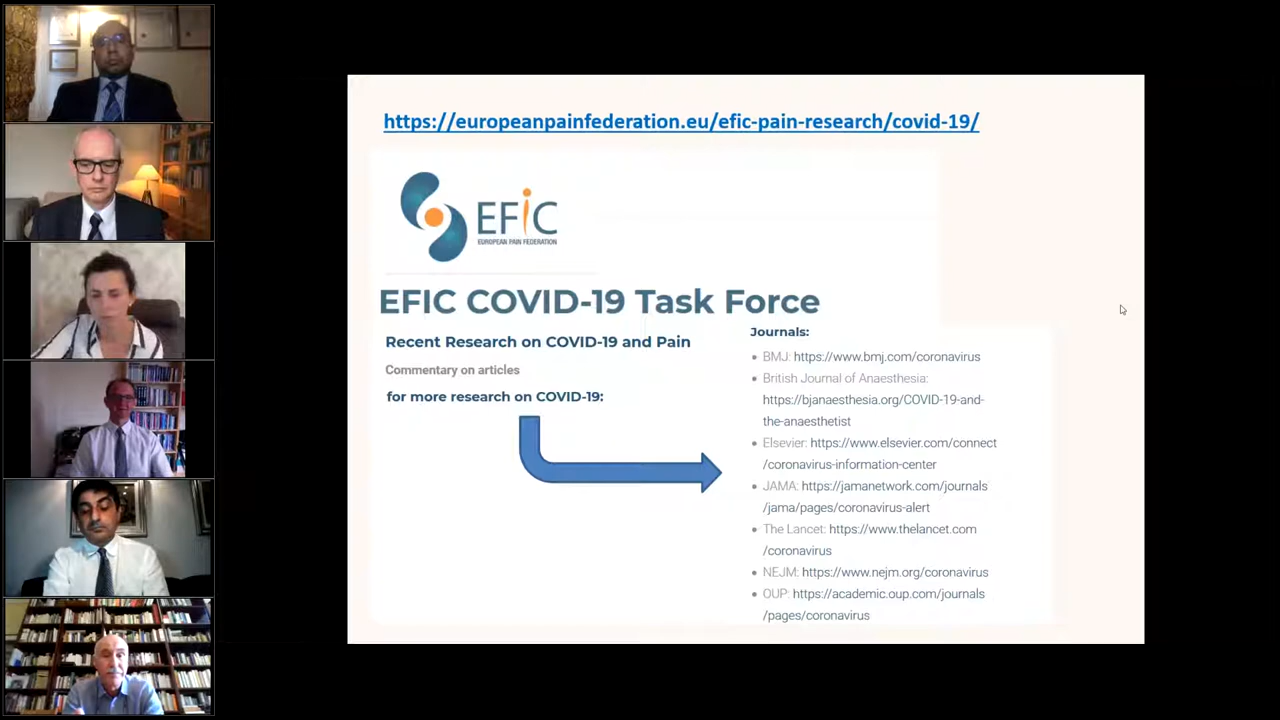 https://europeanpainfederation.eu/efic-pain-research/covid-19/
EFiC
EUROPEAN PAIN FEDERATION
EFIC COVID-19 Task Force
Recent Research on COVID-19 and Pain
Commentary on articles
for more research on COVID-19:
Journals:
• BMJ: https://www.bmj.com/coronavirus
• British Journal of Anaesthesia:
https://bjanaesthesia.org/COVID-19-and-
the-anaesthetist
• Elsevier: https://www.elsevier.com/connect
/coronavirus-information-center
• JAMA: https://jamanetwork.com/journals
/jama/pages/coronavirus-alert
• The Lancet: https://www.thelancet.com
/coronavirus
• NEJM: https://www.nejm.org/coronavirus
• OUP: https://academic.oup.com/journals
/pages/coronavirus